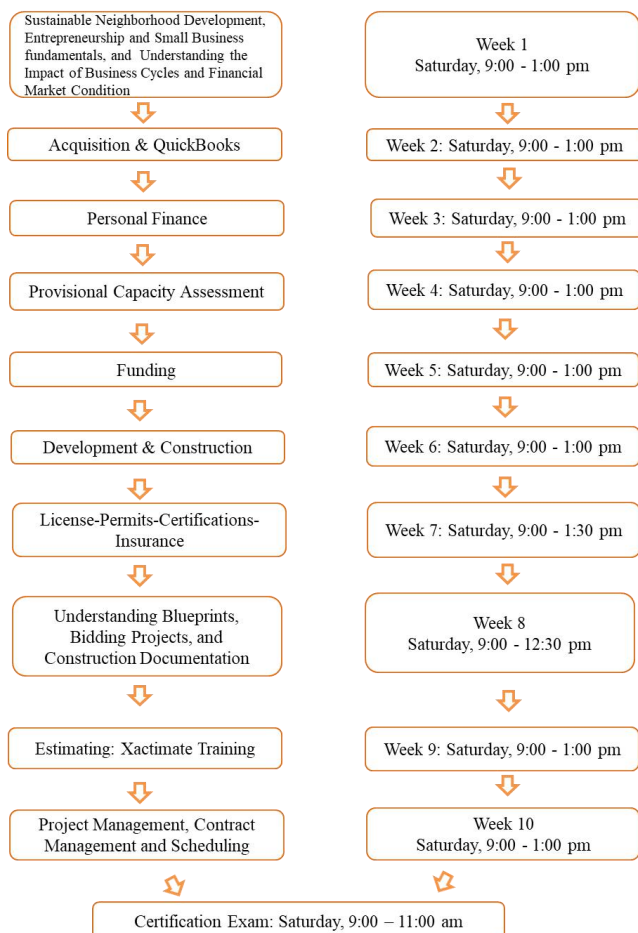 Sustainable Neighborhood Development,
Entrepreneurship and Small Business
fundamentals, and Understanding the
Impact of Business Cycles and Financial
Market Condition
Week 1
Saturday, 9:00 - 1:00 pm
Acquisition & QuickBooks
Week 2: Saturday, 9:00 - 1:00 pm
Personal Finance
Week 3: Saturday, 9:00 - 1:00 pm
Provisional Capacity Assessment
Week 4: Saturday, 9:00 - 1:00 pm
Funding
Week 5: Saturday, 9:00 - 1:00 pm
Development & Construction
Week 6: Saturday, 9:00 - 1:00 pm
License-Permits-Certifications-
Insurance
Week 7: Saturday, 9:00 - 1:30 pm
Understanding Blueprints,
Bidding Projects, and
Construction Documentation
Week 8
Saturday, 9:00 - 12:30 pm
Estimating: Xactimate Training
Week 9: Saturday, 9:00 - 1:00 pm
Project Management, Contract
Management and Scheduling
Week 10
Saturday, 9:00 - 1:00 pm
Certification Exam: Saturday, 9:00 – 11:00 am